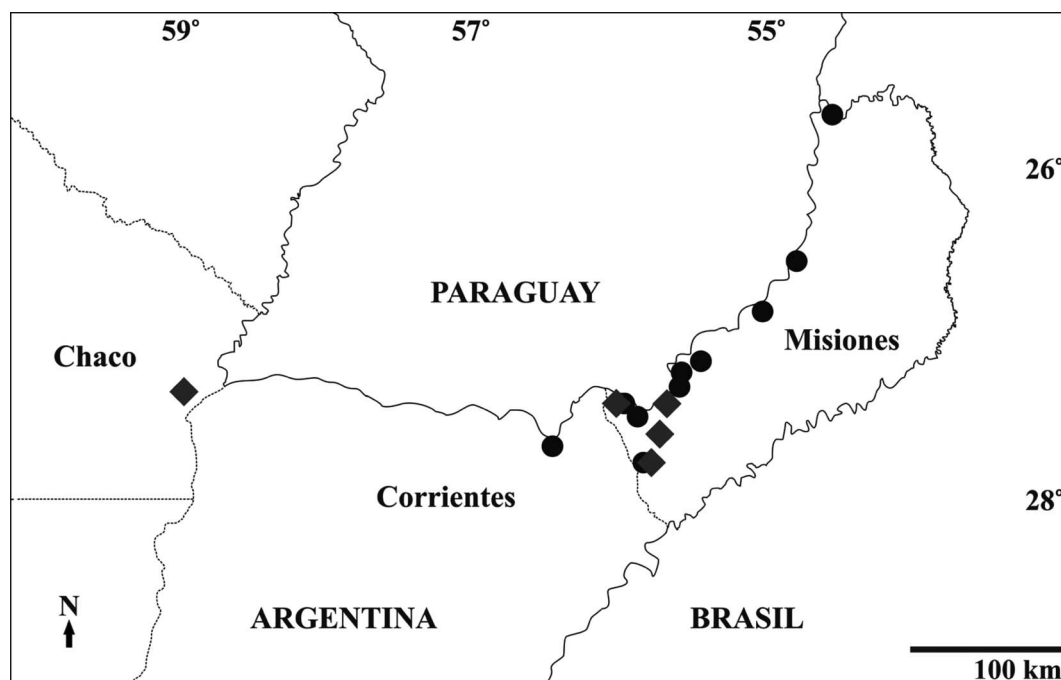 59° 57° 55°
26°
PARAGUAY
Misiones
Chaco
Corrientes
28°
N
ARGENTINA
BRASIL
100 km